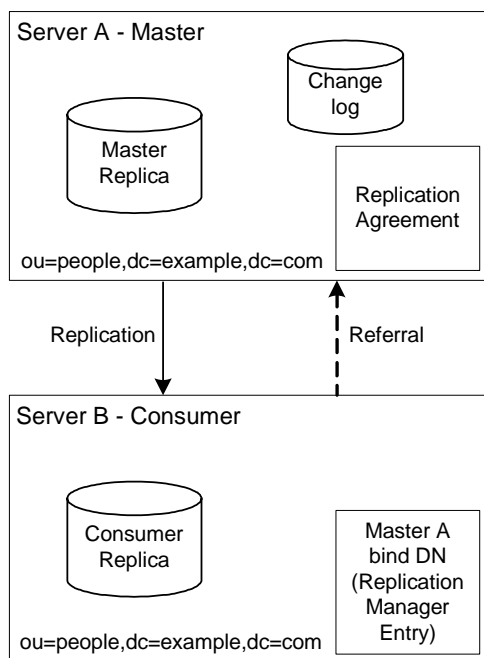 Server A - Master
Change
log
Master
Replica
Replication
Agreement
ou=people,dc=example,dc=com
Replication
Referral
Server B - Consumer
Consumer
Replica
Master A
bind DN
(Replication
Manager
Entry)
ou=people,dc=example,dc=com